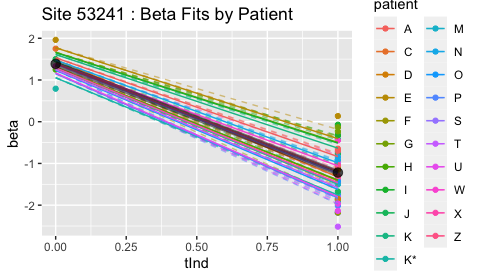 Site 53241 : Beta Fits by Patient
patient
2
1
0
-1
-2
beta
0.00
0.25
0.50
0.75
1.00
tInd
A
C
D
E
F
G
H
I
J
K
K*
M
N
O
P
S
T
U
W
X
Z